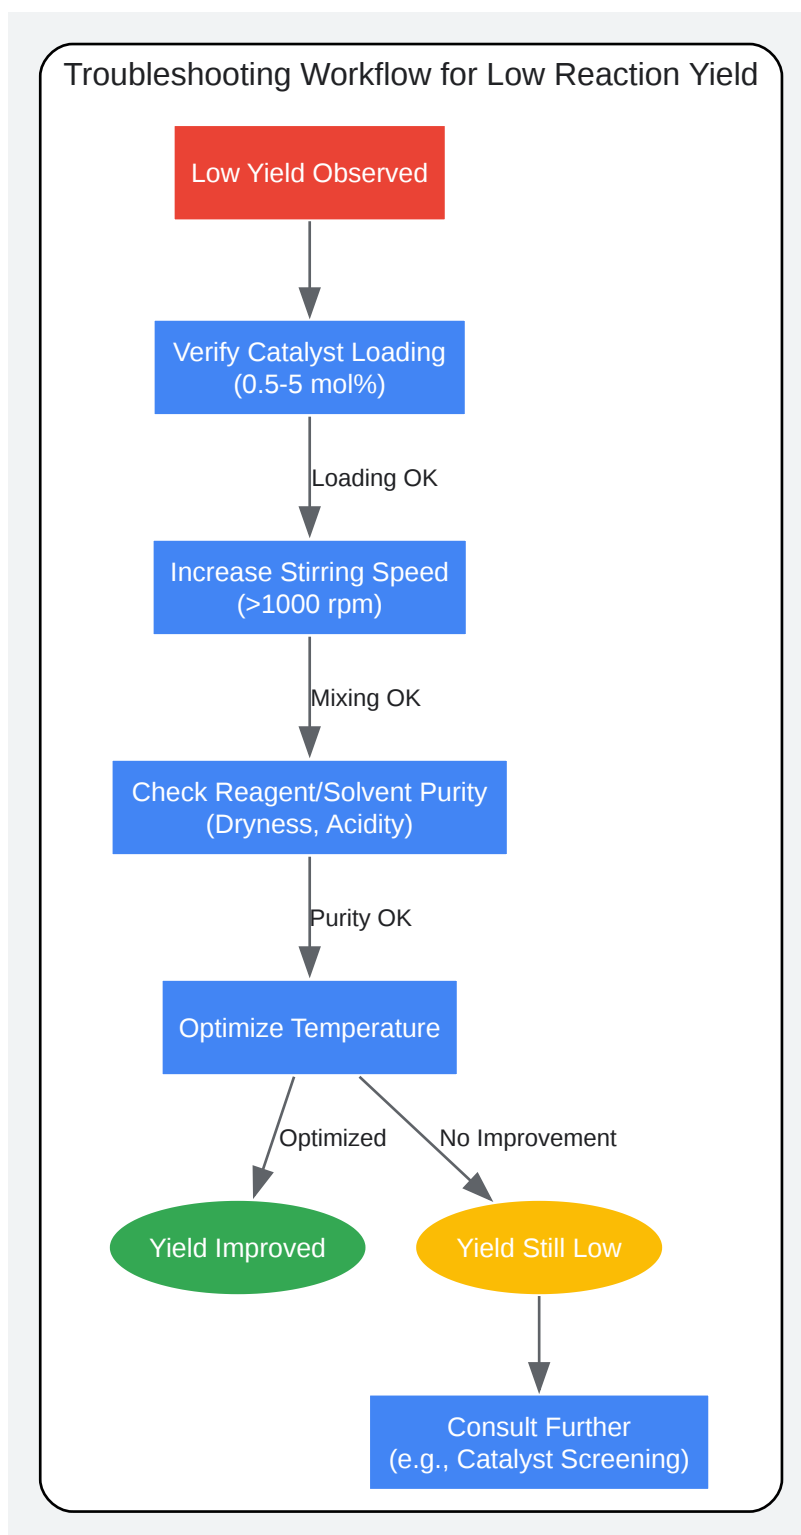 Troubleshooting Workflow for Low Reaction Yield
Low Yield Observed
Verify Catalyst Loading
(0.5-5 mol%)
Loading OK
Increase Stirring Speed
(>1000 rpm)
Mixing OK
Check Reagent/Solvent Purity
(Dryness, Acidity)
Purity OK
Optimize Temperature
Optimized
No Improvement
Yield Improved
Yield Still Low
Consult Further
(e.g., Catalyst Screening)